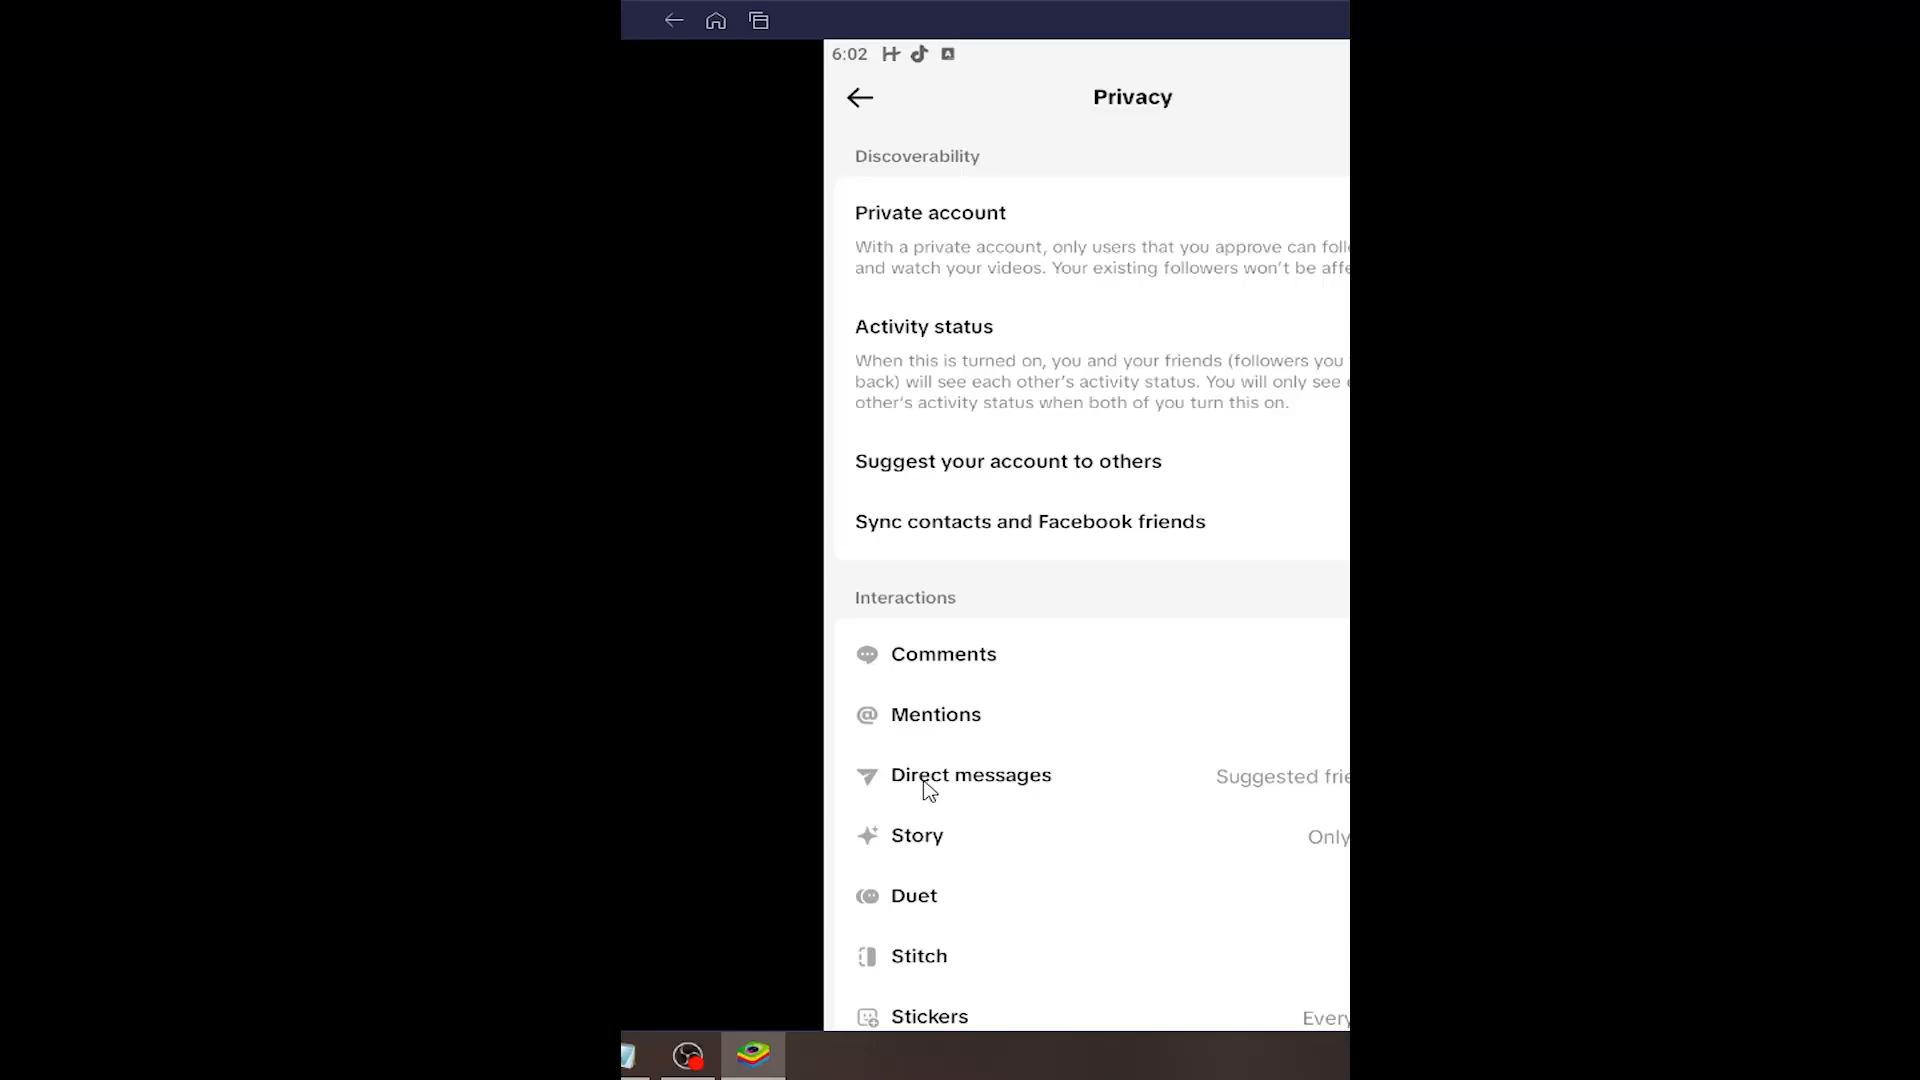 6:02
Privacy
Discoverability
Private account
With a private account, only users that you approve can
and watch your videos. Your existing followers won't be
Activity status
When this is turned on, you and your friends (followers you
back) will see each other's activity status. You will only see
other's activity status when both of you turn this on.
Suggest your account to others
Sync contacts and Facebook friends
Interactions
Comments
Mentions
Direct messages Suggested
Story Only
Duet
Stitch
Stickers